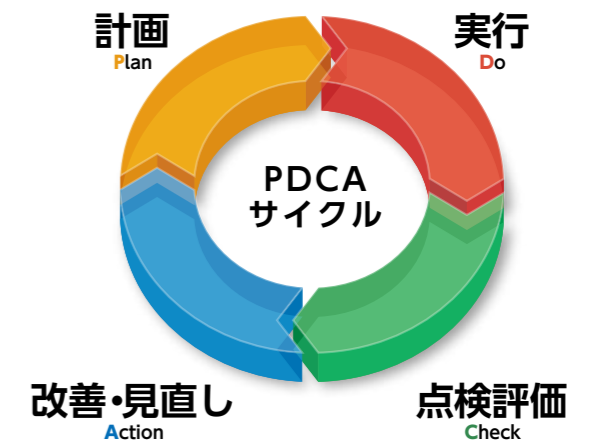 計画
Plan
実行
Do
PDCA
サイクル
改善・見直し
Action
点検評価
Check